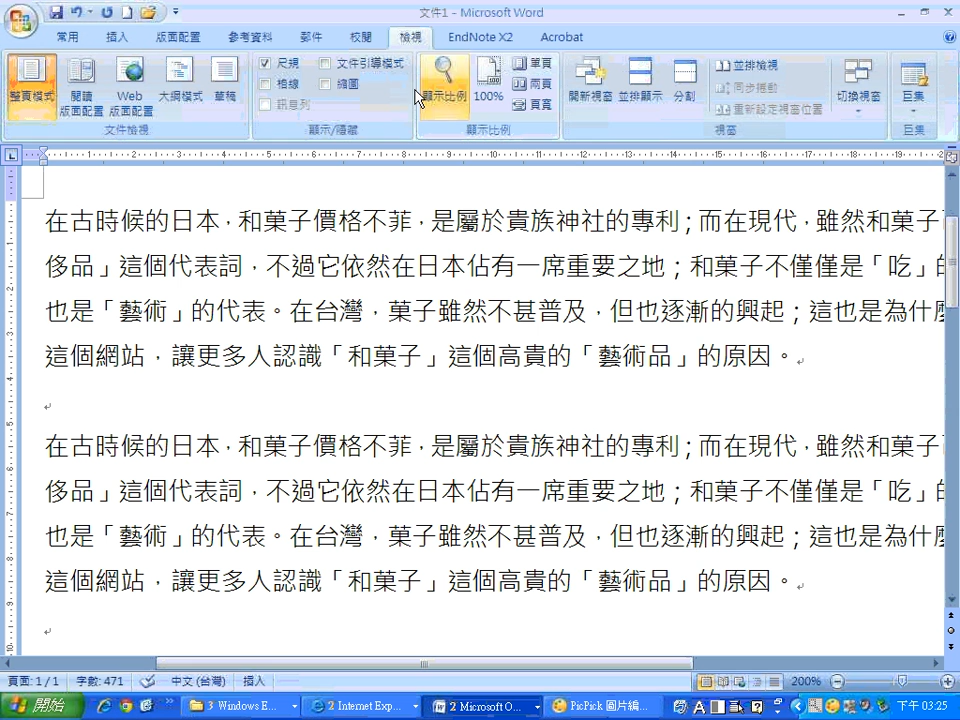 文件1 - Microsoft Word
常用 插入 版面配置 參考資料 郵件 校閱 檢視 EndNote X2 Acrobat
整頁模式 閱讀版面配置 Web 版面配置 大綱模式 草稿
文件檢視
尺規 文件引導模式
格線 縮圖
訊息列
顯示/隱藏
顯示比例 100% 單頁 兩頁 頁寬
顯示比例
開新視窗 並排顯示 分割
並排檢視
同步捲動
重新設定視窗位置
切換視窗
視窗
巨集
巨集
在古時候的日本，和菓子價格不菲，是屬於貴族神社的專利；而在現代，雖然和菓子
侈品」這個代表詞，不過它依然在日本佔有一席重要之地；和菓子不僅僅是「吃」的
也是「藝術」的代表。在台灣，菓子雖然不甚普及，但也逐漸的興起；這也是為什麼
這個網站，讓更多人認識「和菓子」這個高貴的「藝術品」的原因。
在古時候的日本，和菓子價格不菲，是屬於貴族神社的專利；而在現代，雖然和菓子
侈品」這個代表詞，不過它依然在日本佔有一席重要之地；和菓子不僅僅是「吃」的
也是「藝術」的代表。在台灣，菓子雖然不甚普及，但也逐漸的興起；這也是為什麼
這個網站，讓更多人認識「和菓子」這個高貴的「藝術品」的原因。
頁面: 1 / 1 字數: 471 中文 (台灣) 插入 200%
開始 3 Windows E... 2 Internet Exp... 2 Microsoft O... PicPick 圖片編... 下午 03:25